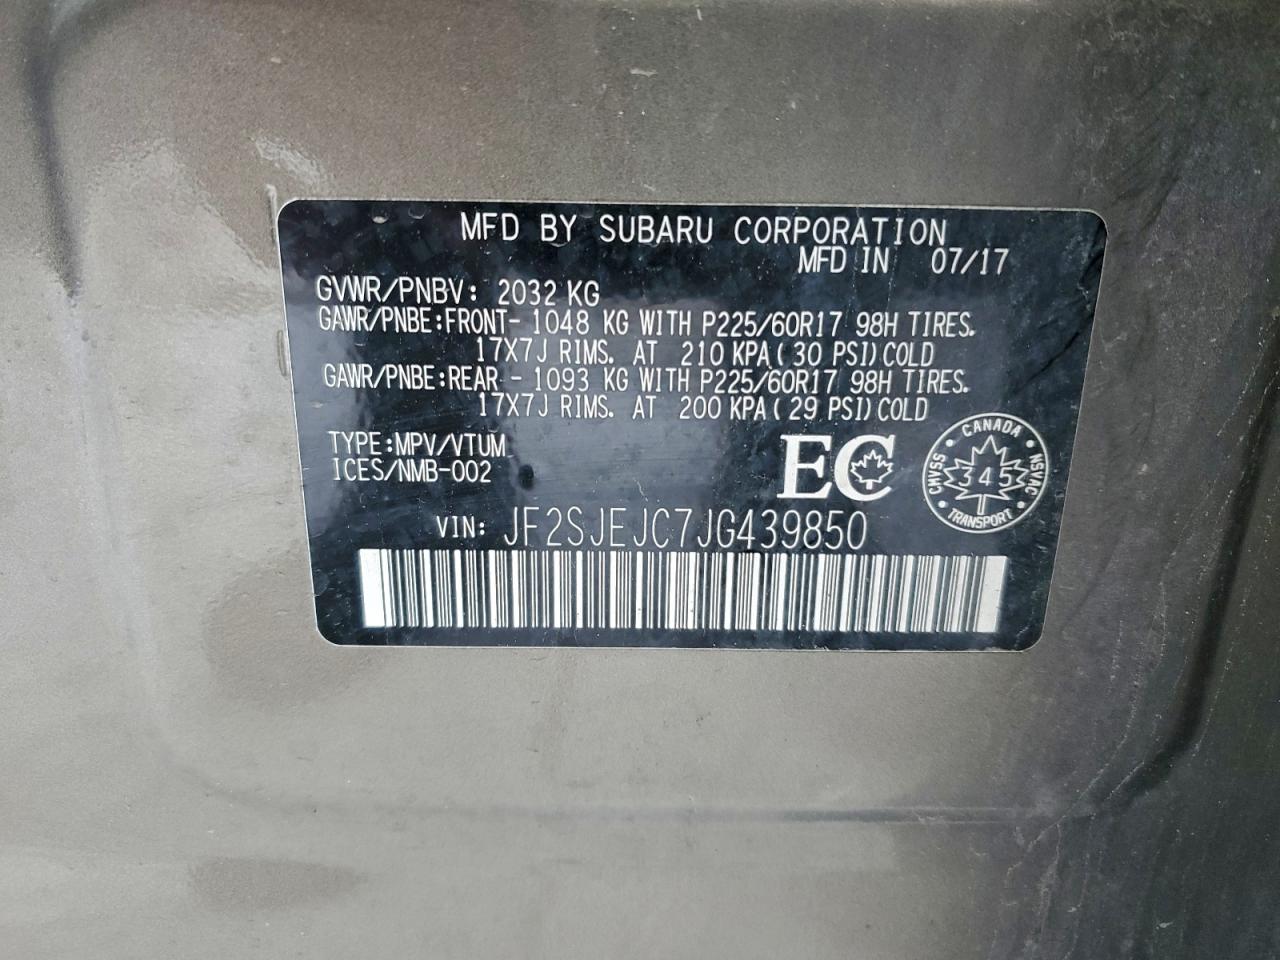 MFD BY SUBARU CORPORATION
MFD IN 07/17
GVWR/PNBV: 2032 KG
GAWR/PNBE:FRONT- 1048 KG WITH P225/60R17 98H TIRES.
17X7J RIMS. AT 210 KPA(30 PSI)COLD
GAWR/PNBE:REAR - 1093 KG WITH P225/60R17 98H TIRES.
17X7J RIMS. AT 200 KPA(29 PSI)COLD
TYPE:MPV/VTUM
ICES/NMB-002
EC
CANADA
CMVSS 345 NSVAC
TRANSPORT
VIN: JF2SJEJC7JG439850